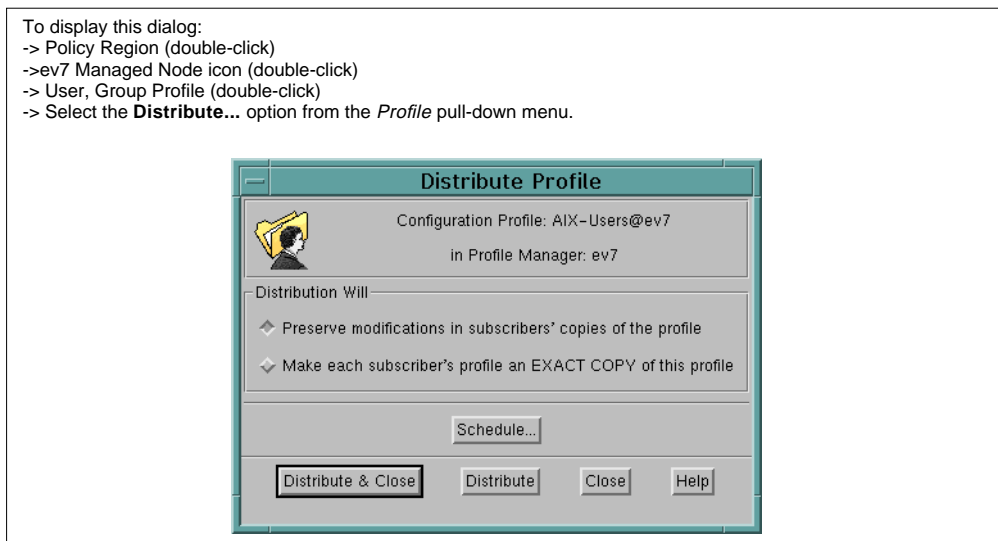 To display this dialog:
-> Policy Region (double-click)
->ev7 Managed Node icon (double-click)
-> User, Group Profile (double-click)
-> Select the Distribute... option from the Profile pull-down menu.
Distribute Profile
Configuration Profile: AIX-Users@ev7
in Profile Manager: ev7
Distribution Will
Preserve modifications in subscribers' copies of the profile
Make each subscriber's profile an EXACT COPY of this profile
Schedule...
Distribute & Close Distribute Close Help